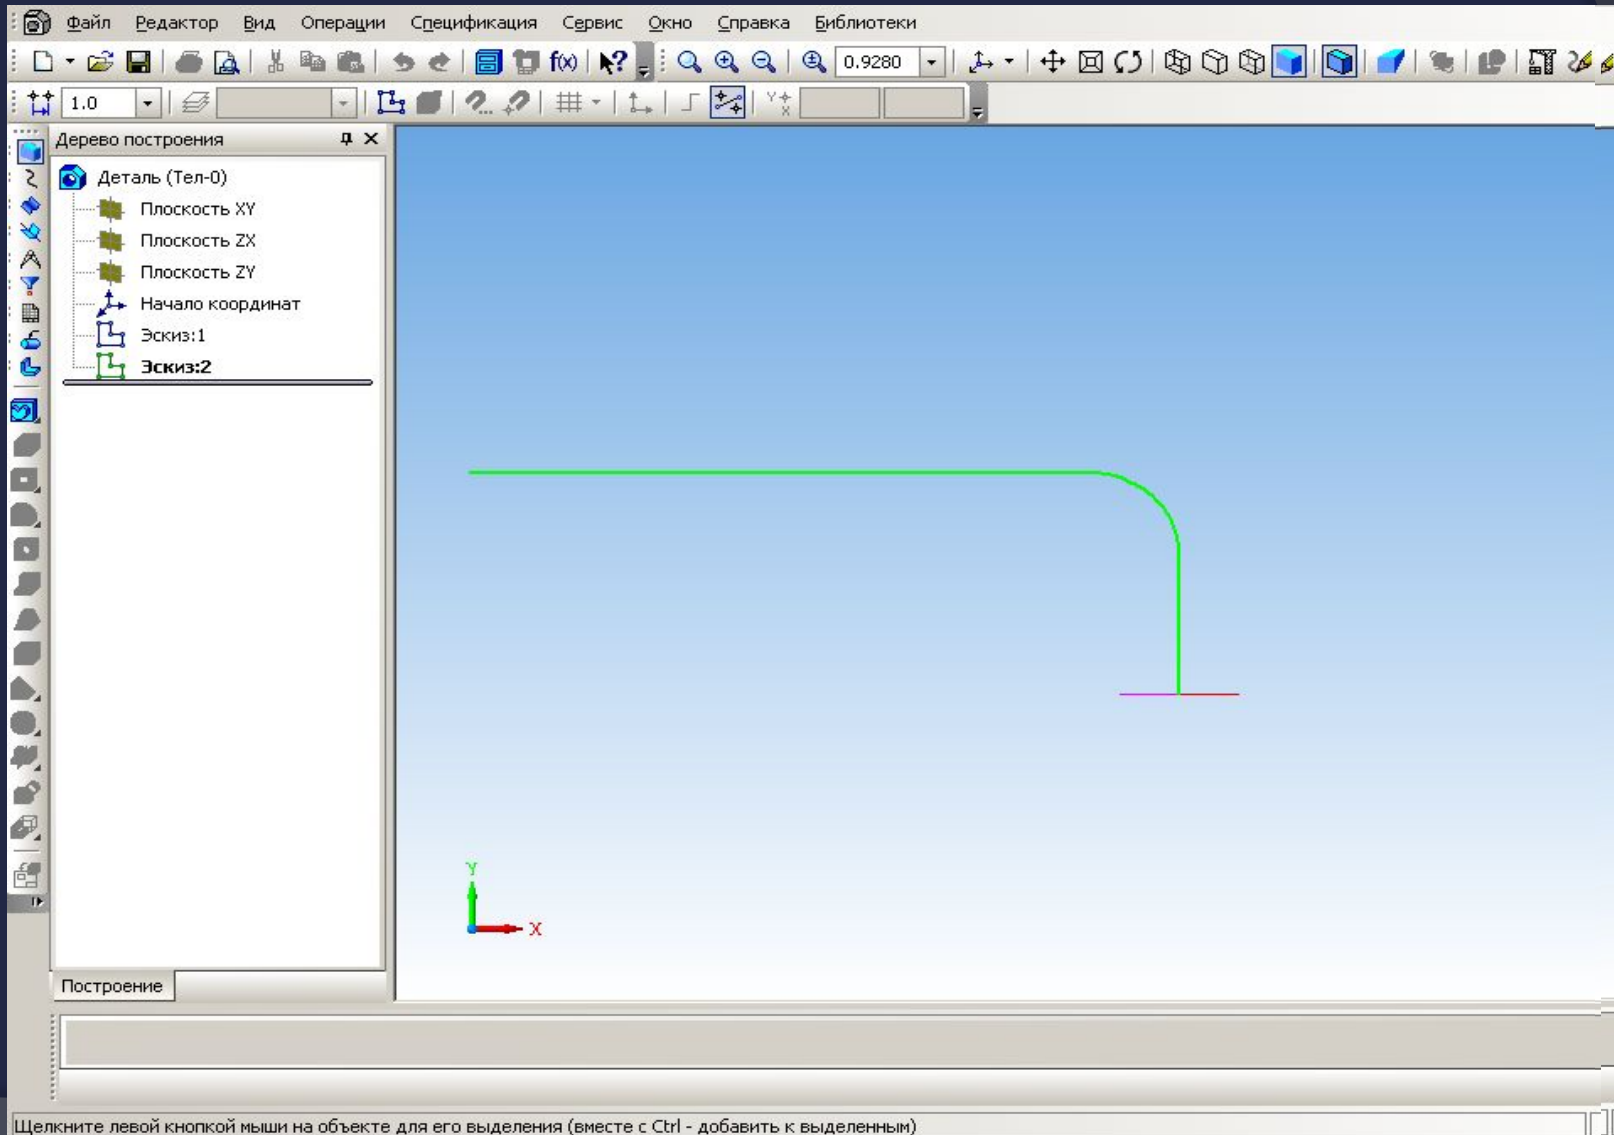 Файл Редактор Вид Операции Спецификация Сервис Окно Справка Библиотеки
f(x) ? 0.9280
1.0
Дерево построения
Деталь (Тел-0)
Плоскость XY
Плоскость ZX
Плоскость ZY
Начало координат
Эскиз:1
Эскиз:2
Y
X
Построение
Щелкните левой кнопкой мыши на объекте для его выделения (вместе с Ctrl - добавить к выделенным)